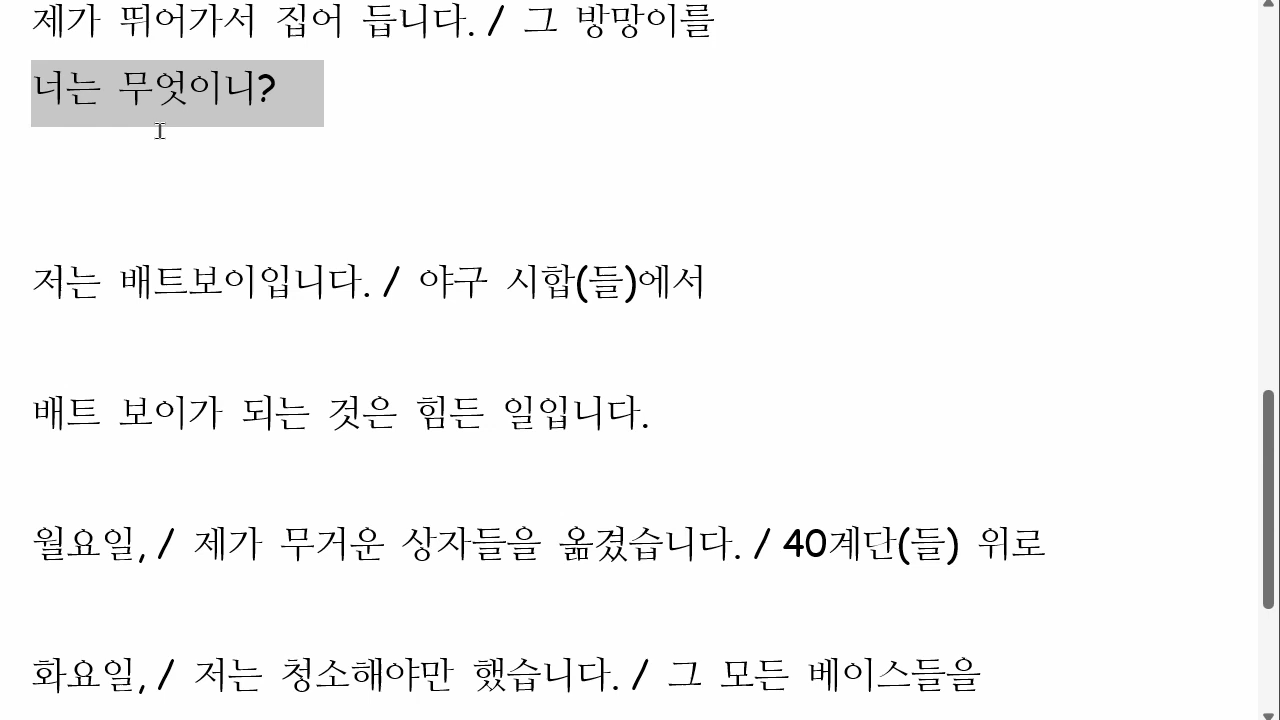 제가 뛰어가서 집어 듭니다. / 그 방망이를
너는 무엇이니?
저는 배트보이입니다. / 야구 시합(들)에서
배트 보이가 되는 것은 힘든 일입니다.
월요일, / 제가 무거운 상자들을 옮겼습니다. / 40계단(들) 위로
화요일, / 저는 청소해야만 했습니다. / 그 모든 베이스들을